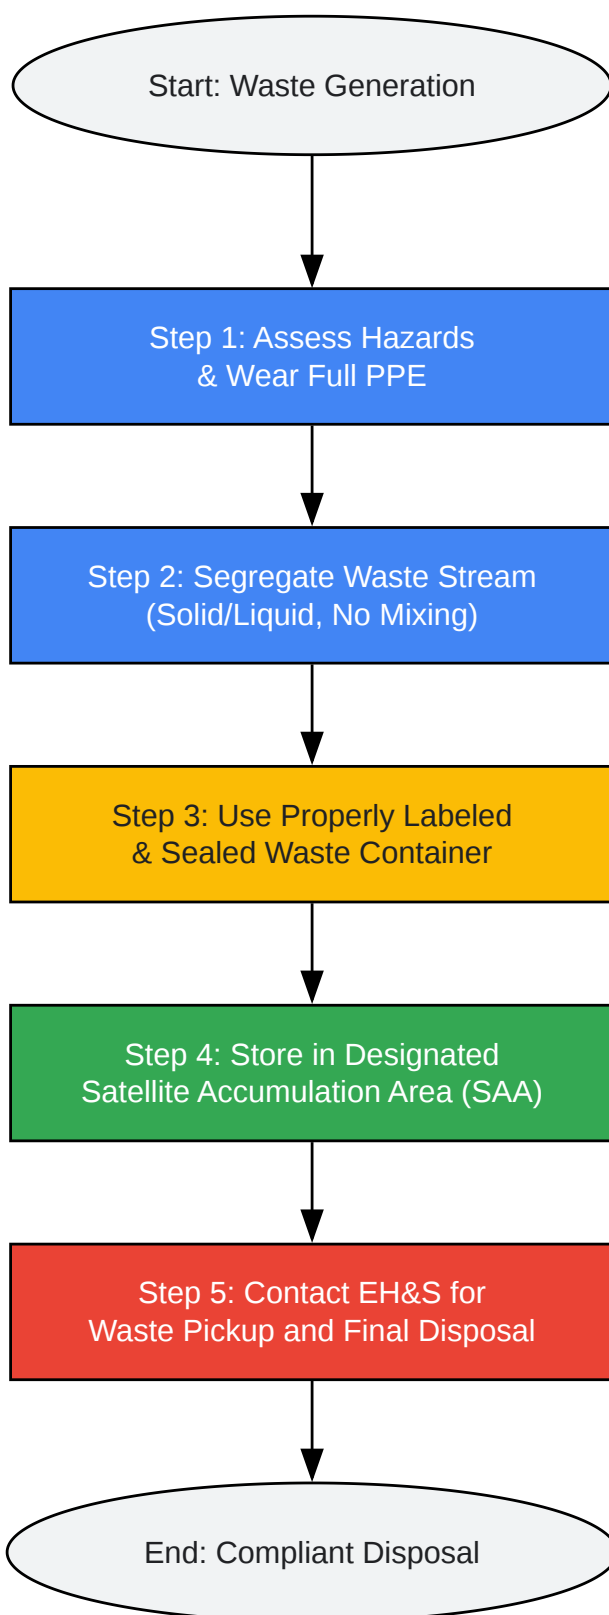 Start: Waste Generation
Step 1: Assess Hazards
& Wear Full PPE
Step 2: Segregate Waste Stream
(Solid/Liquid, No Mixing)
Step 3: Use Properly Labeled
& Sealed Waste Container
Step 4: Store in Designated
Satellite Accumulation Area (SAA)
Step 5: Contact EH&S for
Waste Pickup and Final Disposal
End: Compliant Disposal